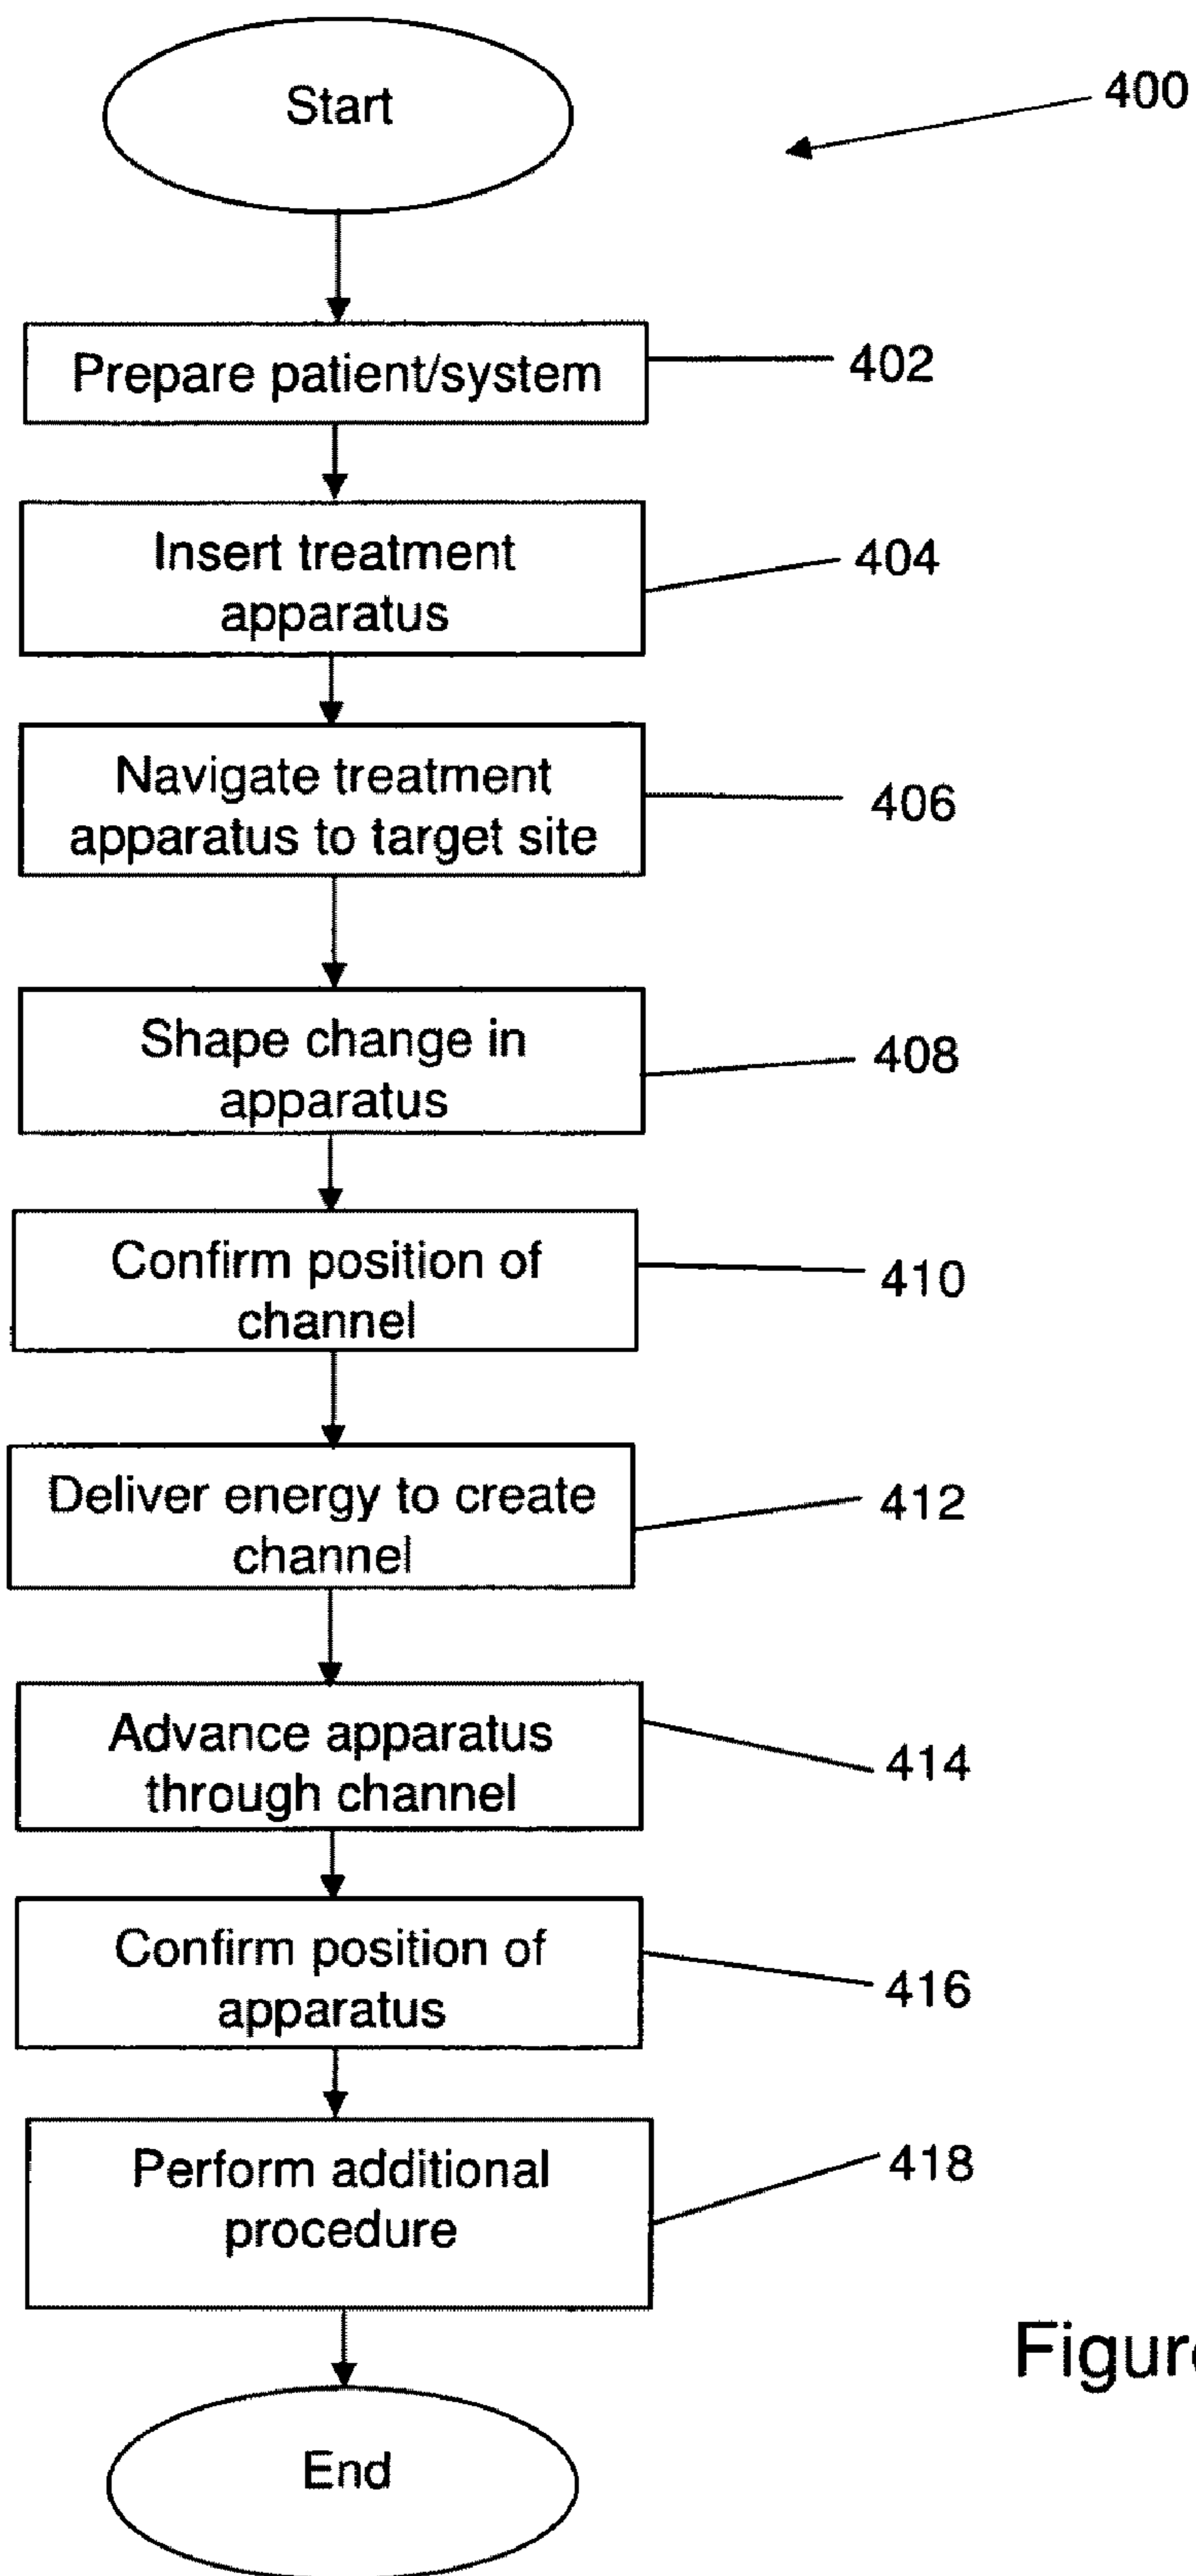 Start
400
Prepare patient/system
402
Insert treatment
apparatus
404
Navigate treatment
apparatus to target site
406
Shape change in
apparatus
408
Confirm position of
channel
410
Deliver energy to create
channel
412
Advance apparatus
through channel
414
Confirm position of
apparatus
416
Perform additional
procedure
418
End